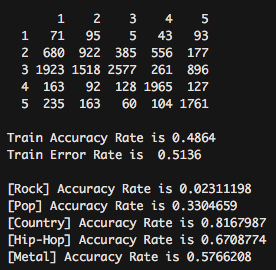 1 2 3 4 5
1 71 95 5 43 93
2 680 922 385 556 177
3 1923 1518 2577 261 896
4 163 92 128 1965 127
5 235 163 60 104 1761
Train Accuracy Rate is 0.4864
Train Error Rate is 0.5136
[Rock] Accuracy Rate is 0.02311198
[Pop] Accuracy Rate is 0.3304659
[Country] Accuracy Rate is 0.8167987
[Hip-Hop] Accuracy Rate is 0.6708774
[Metal] Accuracy Rate is 0.5766208